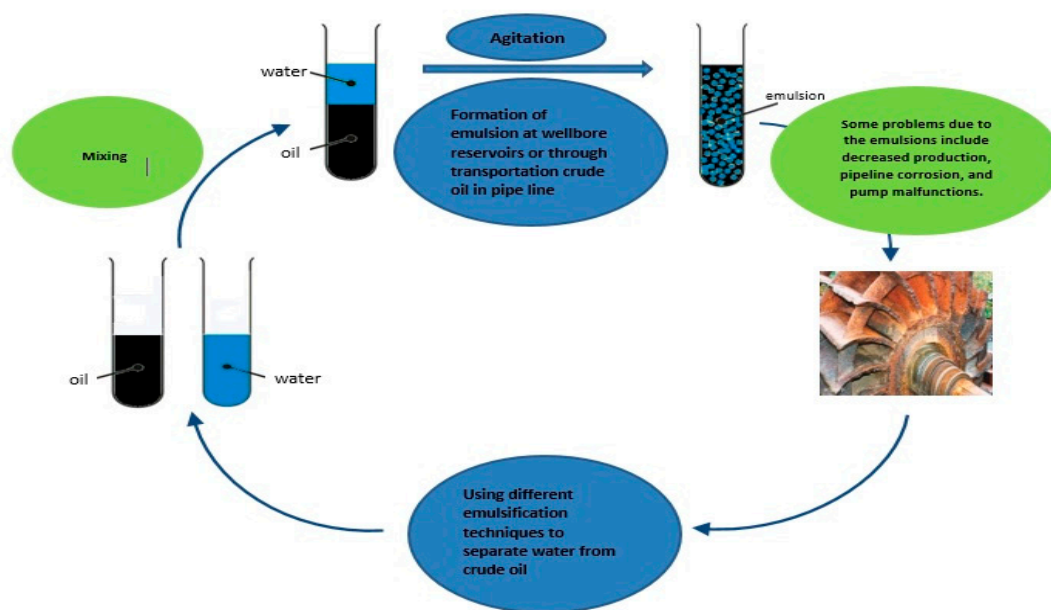 Agitation
water
oil
Formation of
emulsion at wellbore
reservoirs or through
transportation crude
oil in pipe line
emulsion
Some problems due to
the emulsions include
decreased production,
pipeline corrosion, and
pump malfunctions.
Mixing
oil
water
Using different
emulsification
techniques to
separate water from
crude oil